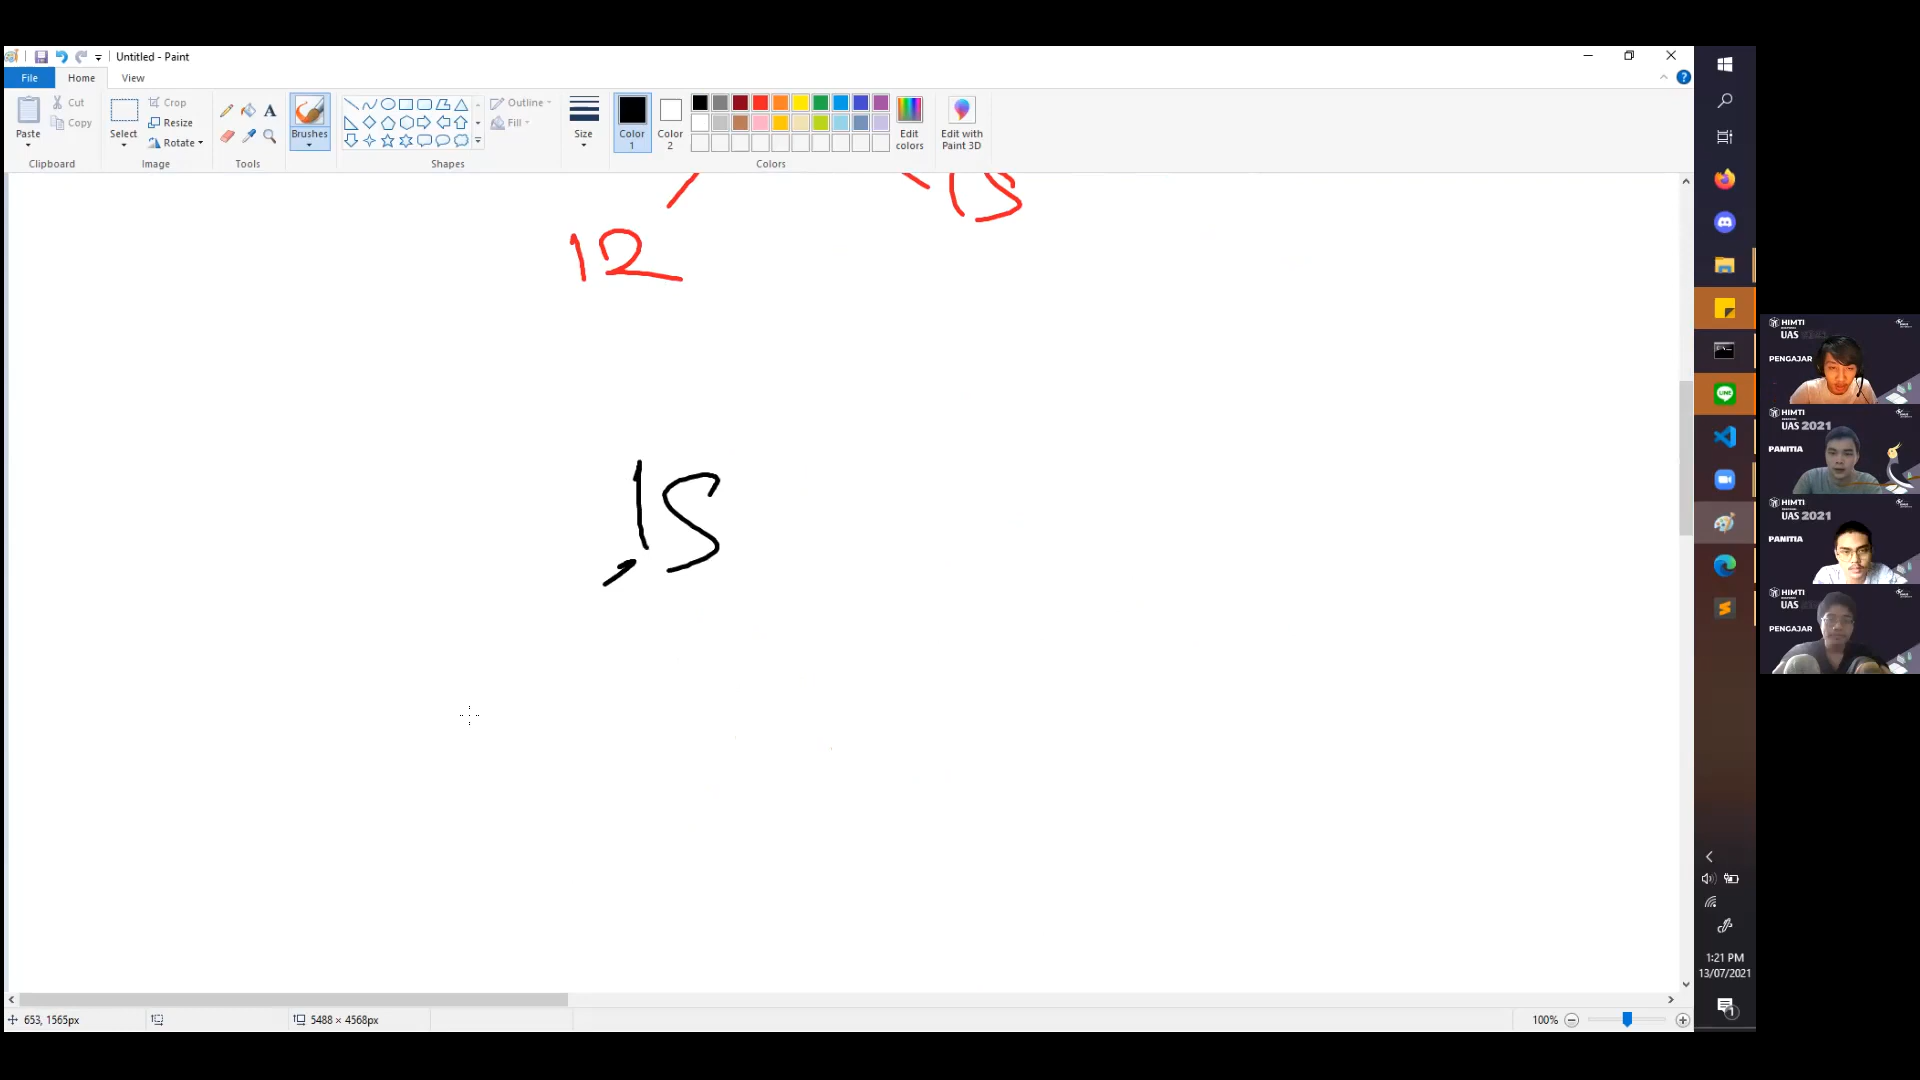 Untitled - Paint
File Home View
Paste
Cut
Copy
Clipboard
Select
Crop
Resize
Rotate
Image
A
Tools
Brushes
Outline
Fill
Shapes
Size
Color 1
Color 2
Edit colors
Edit with Paint 3D
Colors
15
12
15
653, 1565px
5488 × 4568px
100%
LINE
1:21 PM
13/07/2021
1
HIMTI
UAS
PENGAJAR
HIMTI
UAS 2021
PANITIA
HIMTI
UAS 2021
PANITIA
HIMTI
UAS
PENGAJAR